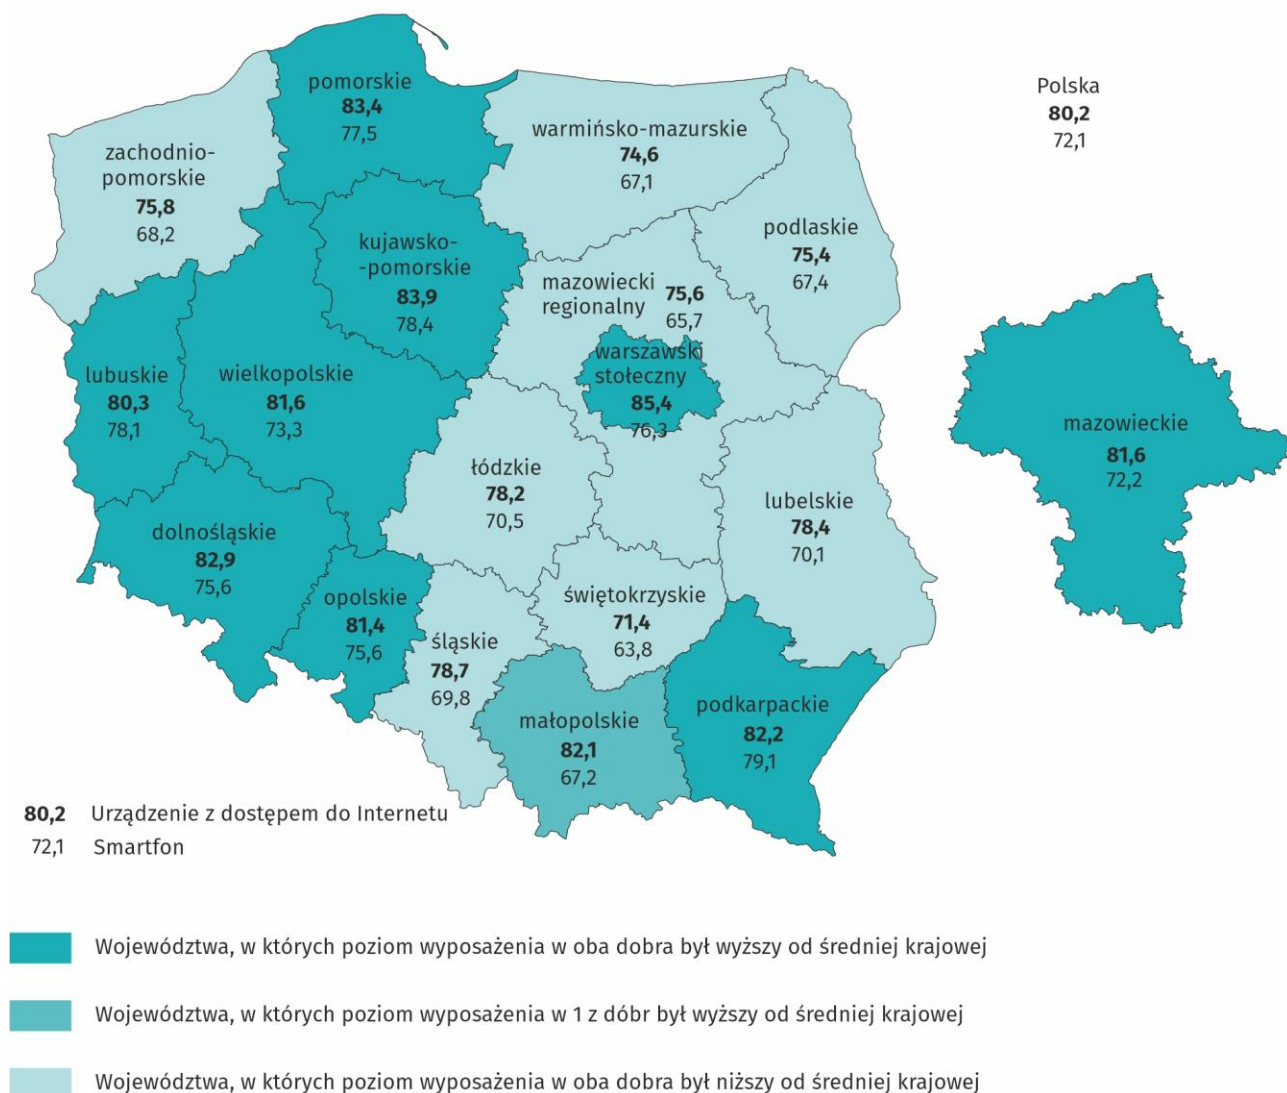 pomorskie
83,4
77,5
Polska
80,2
72,1
warmińsko-mazurskie
74,6
67,1
zachodnio-
pomorskie
75,8
68,2
podlaskie
75,4
67,4
kujawsko-
-pomorskie
83,9
78,4
mazowiecki
regionalny
75,6
65,7
warszawski
stołeczny
85,4
76,3
lubuskie
80,3
78,1
wielkopolskie
81,6
73,3
mazowieckie
81,6
72,2
łódzkie
78,2
70,5
lubelskie
78,4
70,1
dolnośląskie
82,9
75,6
opolskie
81,4
75,6
świętokrzyskie
71,4
63,8
śląskie
78,7
69,8
małopolskie
82,1
67,2
podkarpackie
82,2
79,1
80,2 Urządzenie z dostępem do Internetu
72,1 Smartfon
Województwa, w których poziom wyposażenia w oba dobra był wyższy od średniej krajowej
Województwa, w których poziom wyposażenia w 1 z dóbr był wyższy od średniej krajowej
Województwa, w których poziom wyposażenia w oba dobra był niższy od średniej krajowej